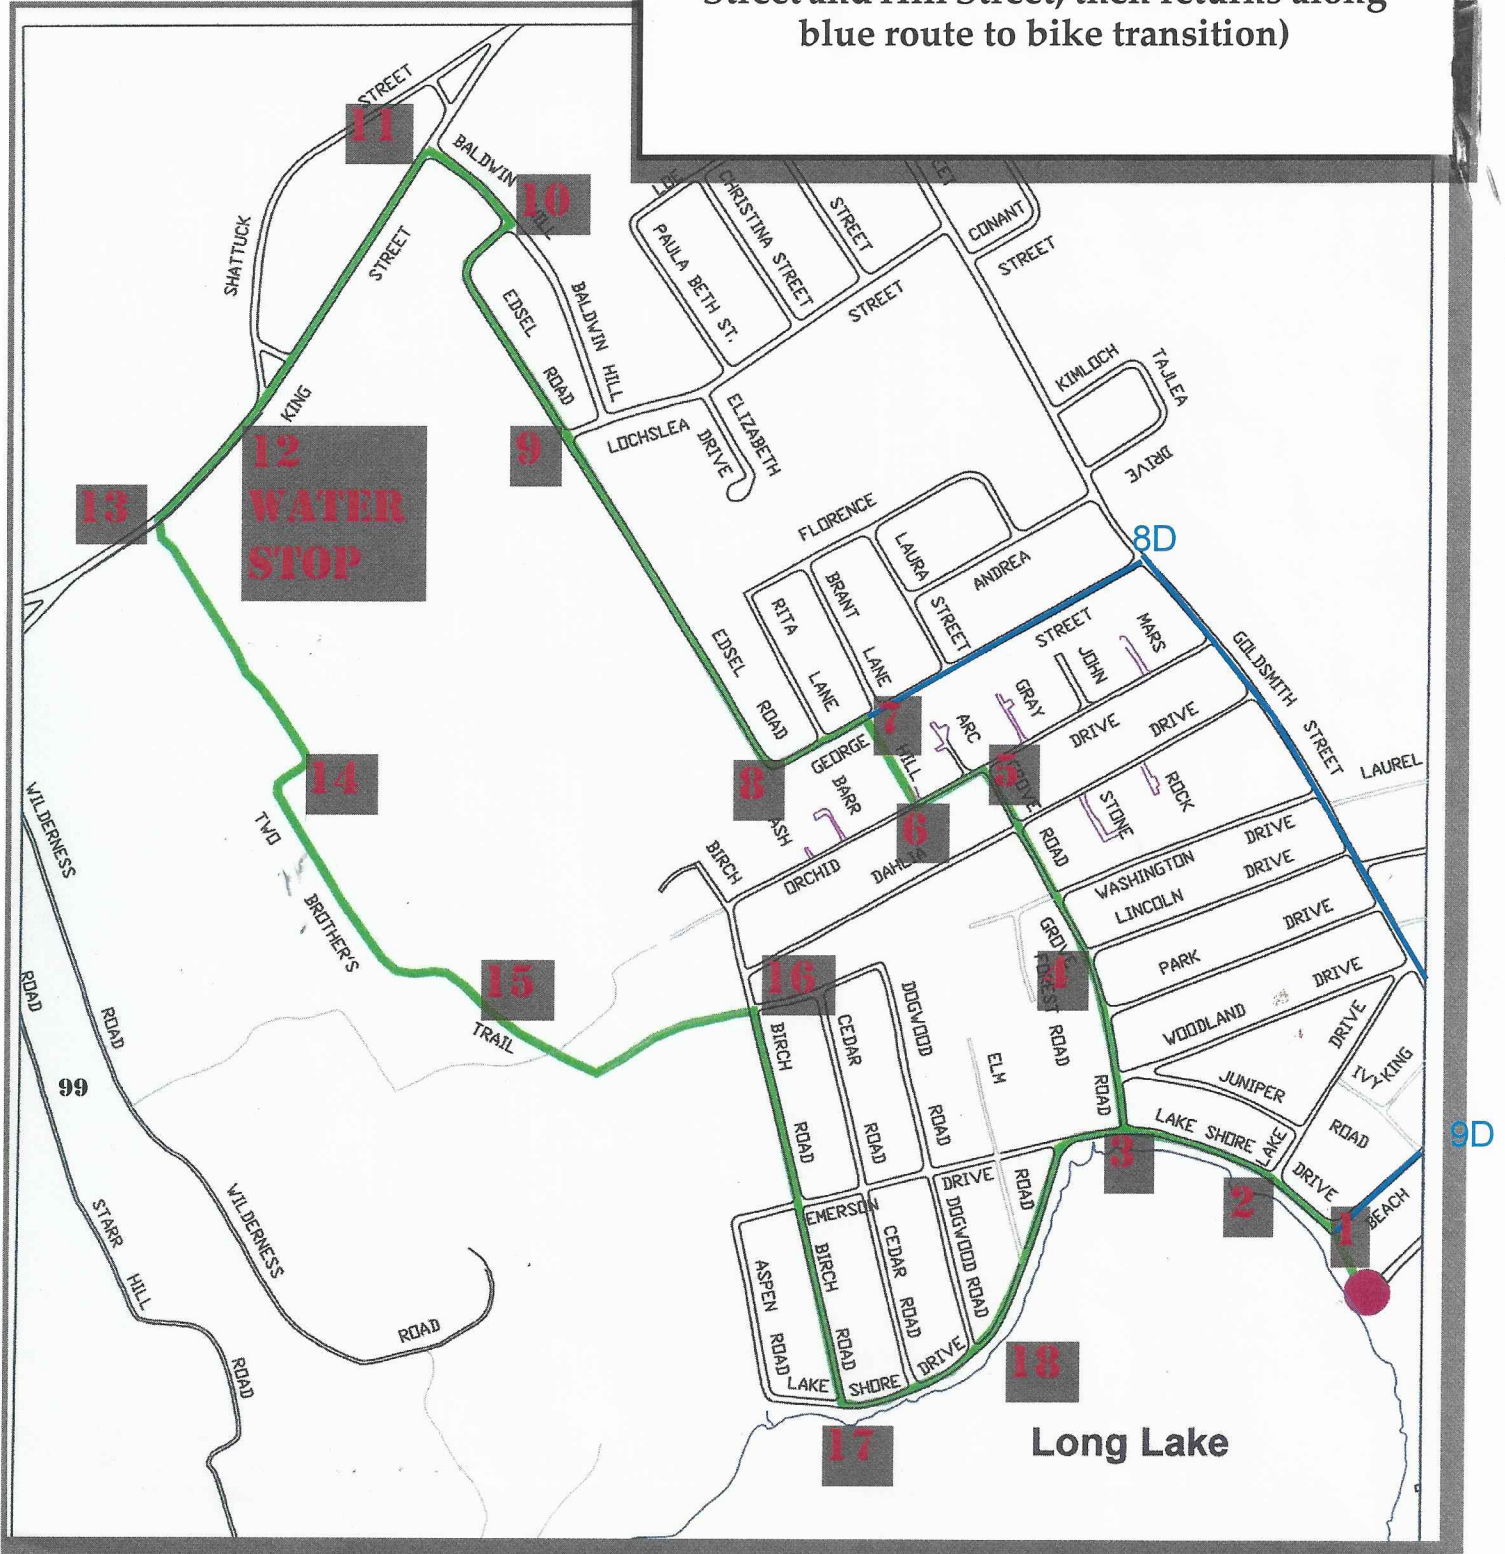 blue route to bike transition)
STREET
11
BALDWIN
10
HILL
SHATTUCK
STREET
CHRISTINA STREET
STREET
CONANT
STREET
PAULA BETH ST.
STREET
EDSEL
ROAD
BALDWIN HILL
KING
LOCHSLEA
DRIVE
ELIZABETH
KIMLOCH
TAJLEA
DRIVE
9
12
WATER
STOP
13
FLORENCE
LAURA
STREET
ANDREA
8D
BRANT
LANE
RITA
LANE
EDSEL
ROAD
STREET
JOHN
MARS
GOLDSMITH
STREET
GRAY
ARC
7
HILL
GEORGE
8
BARR
ASH
5
GROVE
ROAD
DRIVE
DRIVE
ROCK
STONE
LAUREL
6
ORCHID
DAHLIA
BIRCH
WASHINGTON
DRIVE
LINCOLN
DRIVE
PARK
DRIVE
WOODLAND
DRIVE
14
TWO
BROTHER'S
TRAIL
15
16
WILDERNESS
ROAD
ROAD
99
GROVE
4
FOREST ROAD
ROAD
BIRCH
ROAD
CEDAR
ROAD
DOGWOOD
ROAD
ELM
ROAD
JUNIPER
DRIVE
IVY
KING
ROAD
LAKE SHORE
LAKE
DRIVE
3
2
1
BEACH
9D
EMERSON
DRIVE
ASPEN
ROAD
BIRCH
ROAD
CEDAR
ROAD
DOGWOOD ROAD
LAKE
SHORE
DRIVE
18
17
STARR
HILL
ROAD
WILDERNESS
ROAD
Long Lake